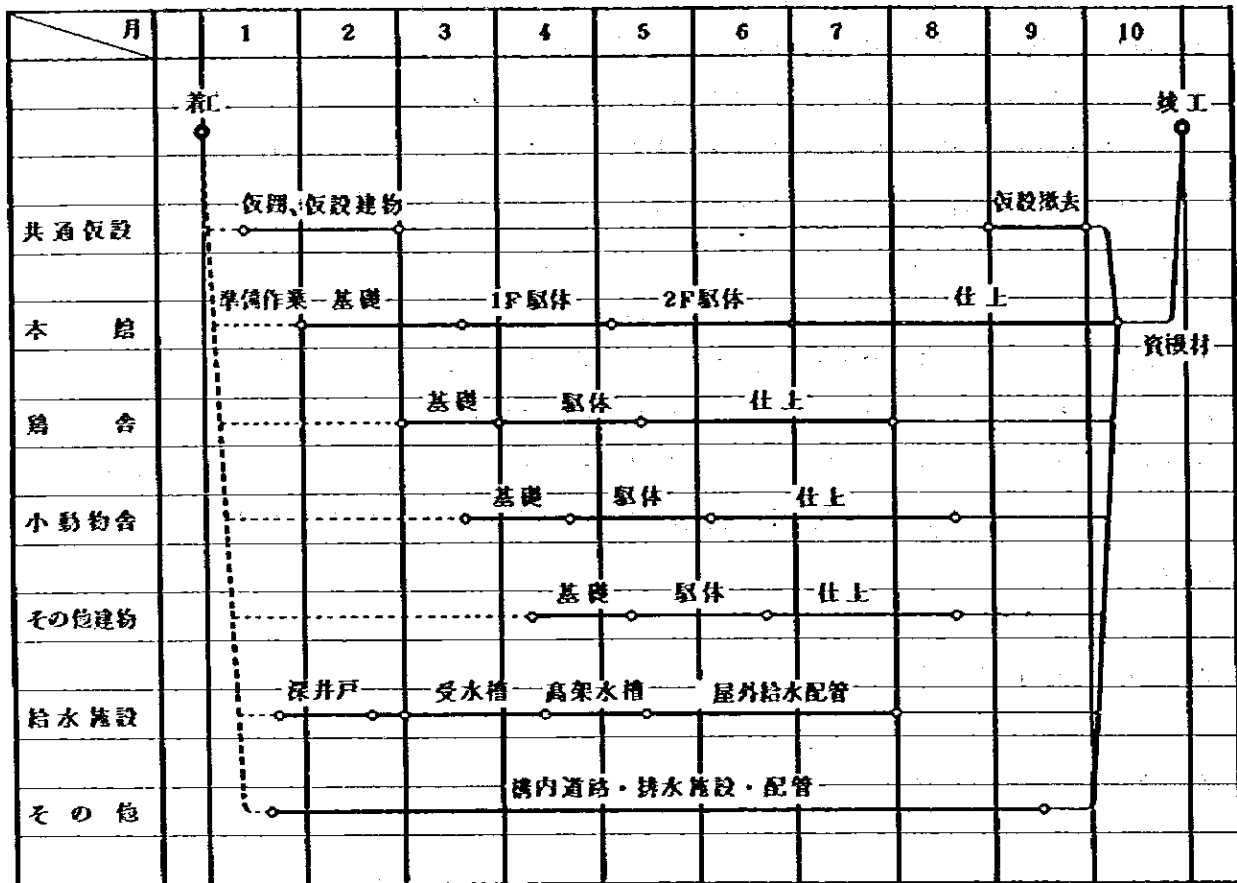 月 1 2 3 4 5 6 7 8 9 10
着工 竣工
共通仮設 仮囲、仮設建物 仮設撤去
本館 準備作業 基礎 1F躯体 2F躯体 仕上
資機材
鶏舎 基礎 躯体 仕上
小動物舎 基礎 躯体 仕上
その他建物 基礎 躯体 仕上
給水施設 深井戸 受水槽 高架水槽 屋外給水配管
その他 構内道路・排水施設・配管